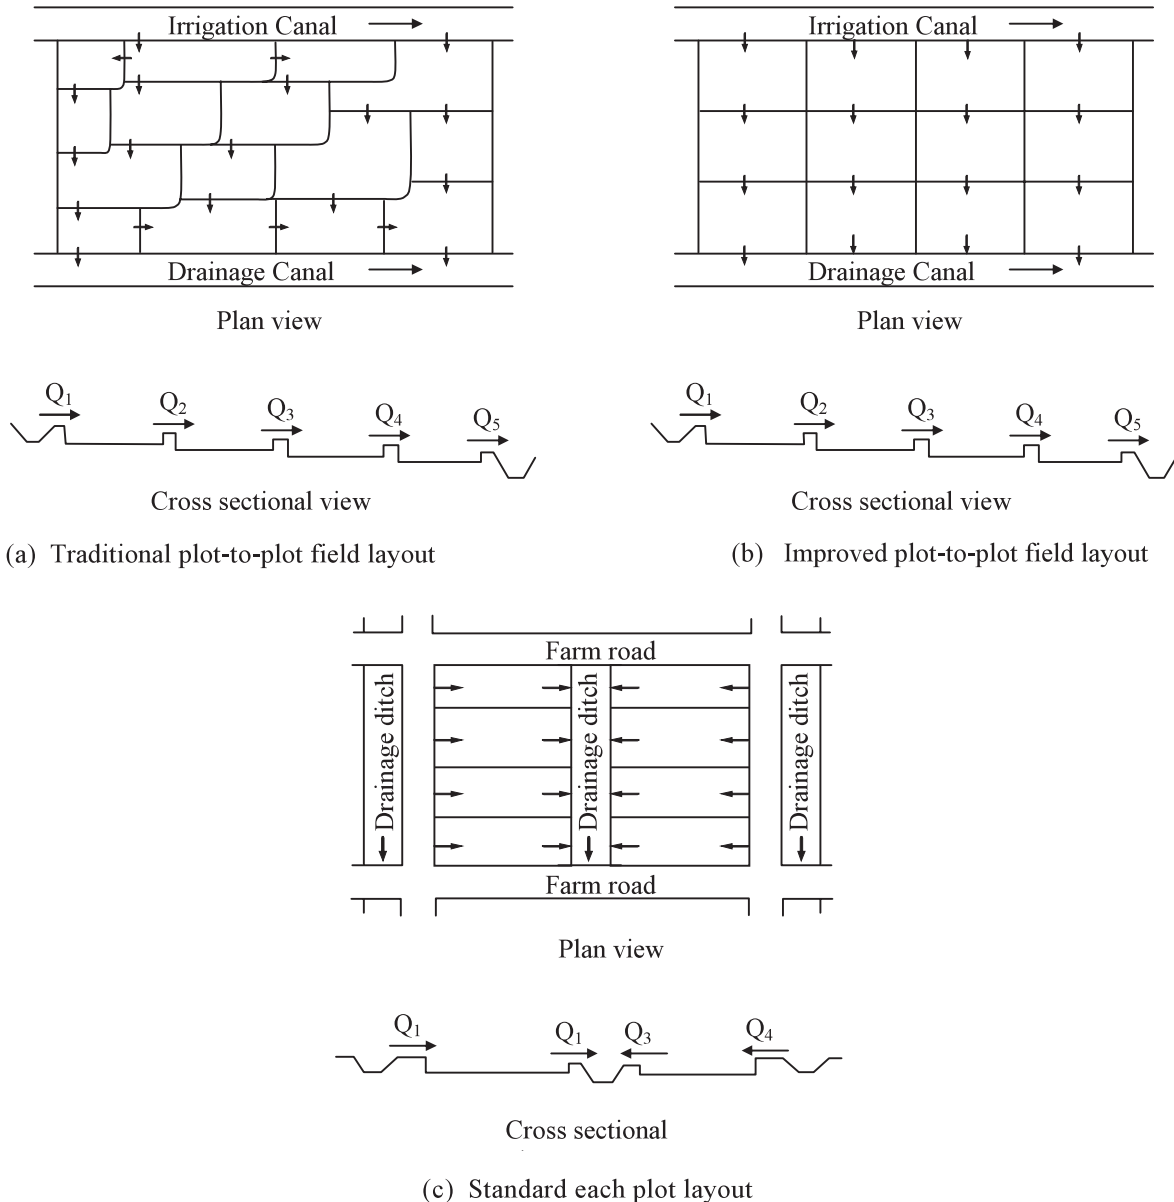 Irrigation Canal
Drainage Canal
Plan view
Q₁ Q₂ Q₃ Q₄ Q₅
Cross sectional view
(a) Traditional plot-to-plot field layout
Irrigation Canal
Drainage Canal
Plan view
Q₁ Q₂ Q₃ Q₄ Q₅
Cross sectional view
(b) Improved plot-to-plot field layout
Farm road
Drainage ditch
Drainage ditch
Drainage ditch
Farm road
Plan view
Q₁ Q₁ Q₃ Q₄
Cross sectional
(c) Standard each plot layout